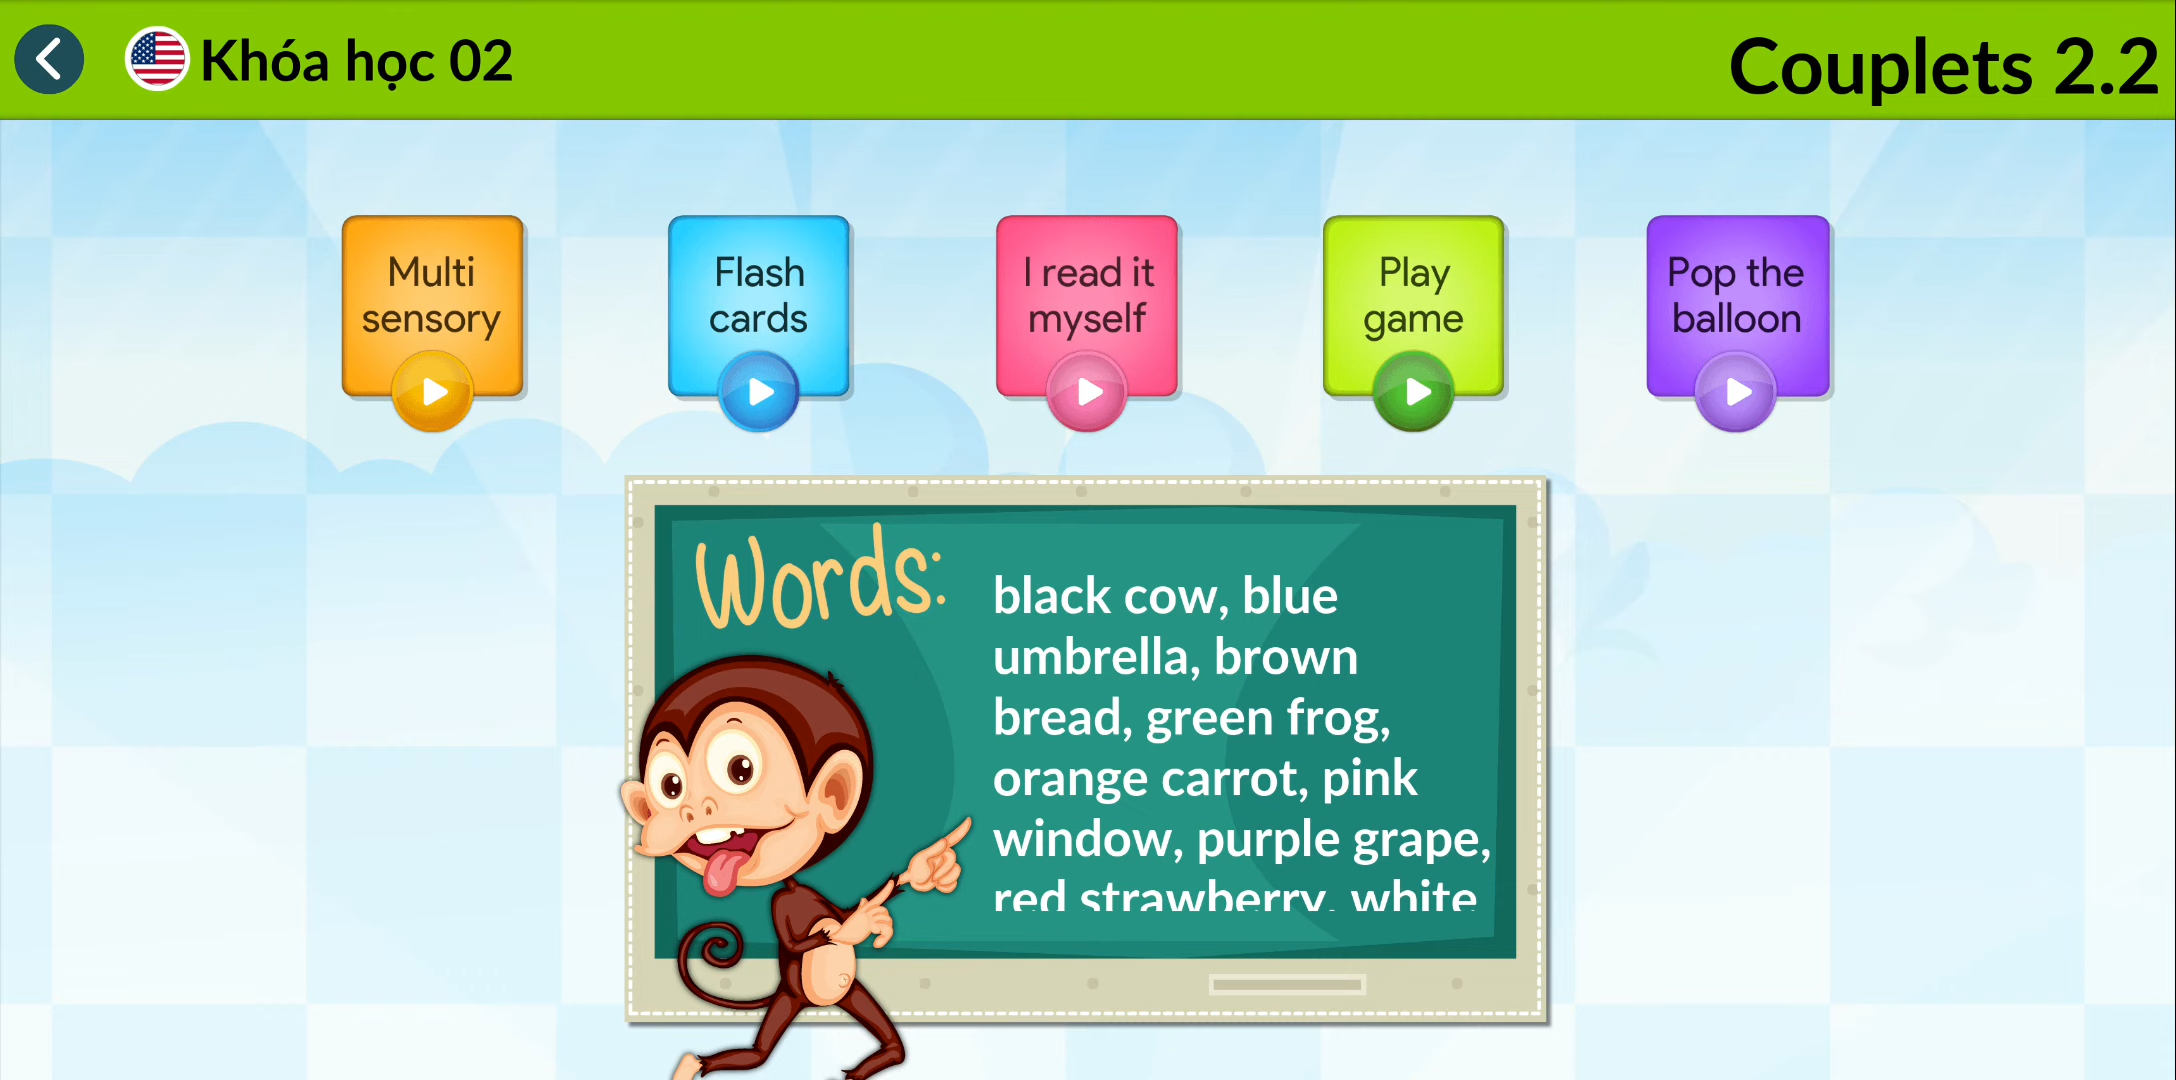 Khóa học 02
Couplets 2.2
Multi
sensory
Flash
cards
I read it
myself
Play
game
Pop the
balloon
Words:
black cow, blue
umbrella, brown
bread, green frog,
orange carrot, pink
window, purple grape,
red strawberry, white